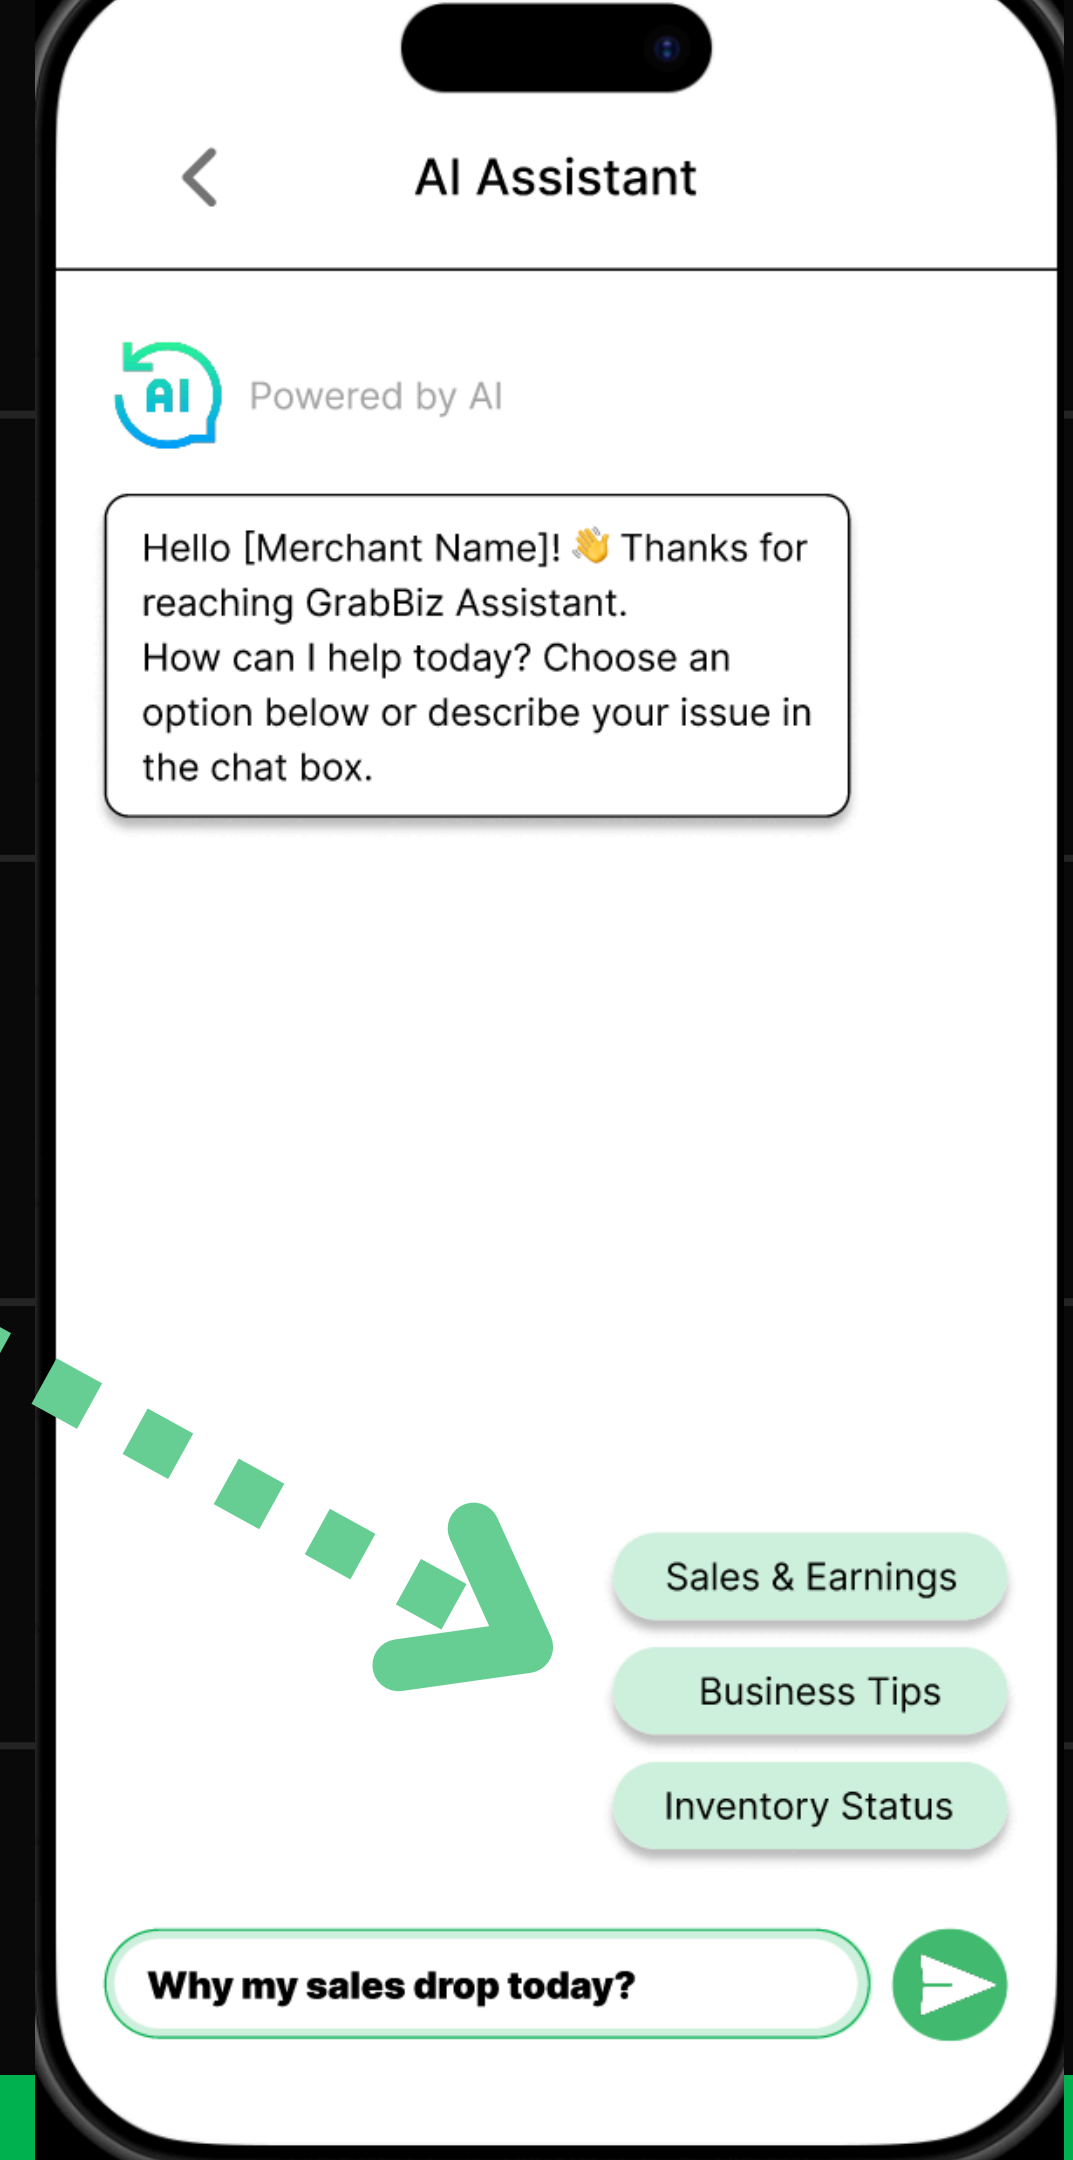 AI Assistant
AI
Powered by AI
Hello [Merchant Name]! 👋 Thanks for
reaching GrabBiz Assistant.
How can I help today? Choose an
option below or describe your issue in
the chat box.
Sales & Earnings
Business Tips
Inventory Status
Why my sales drop today?